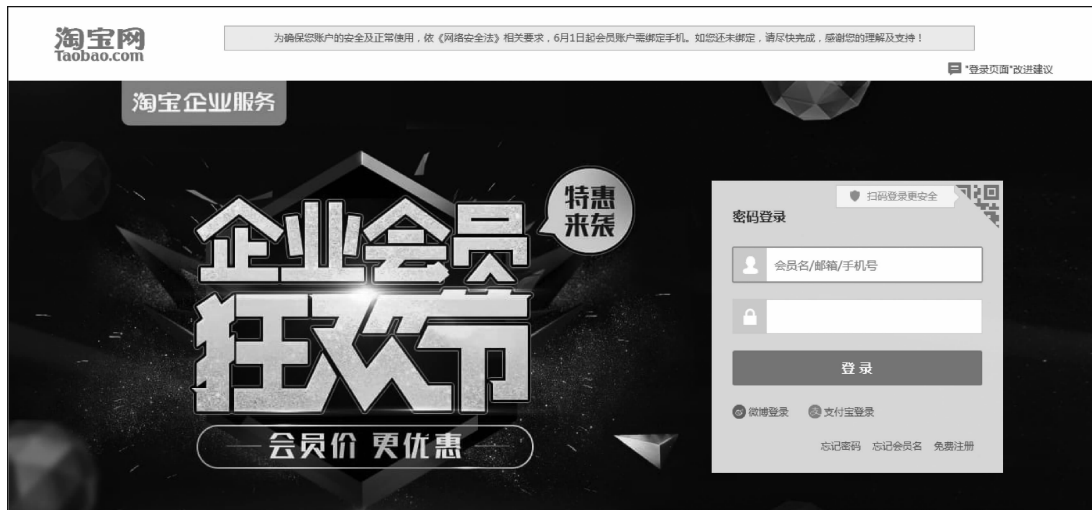 淘宝网
Taobao.com
为确保您账户的安全及正常使用，依《网络安全法》相关要求，6月1日起会员账户需绑定手机。如您还未绑定，请尽快完成，感谢您的理解及支持！
"登录页面"改进建议
淘宝企业服务
特惠
来袭
企业会员
狂欢节
会员价 更优惠
扫码登录更安全
密码登录
会员名/邮箱/手机号
登录
微博登录 支付宝登录
忘记密码 忘记会员名 免费注册